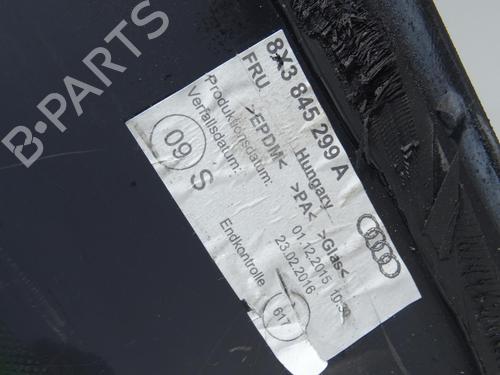 8X3 845 299 A
FRU. Hungary
>EPDM< >PA< >Glas<
Produktionsdatum: 01.12.2015
Verfallsdatum: 23.02.2016
09 S
Endkontrolle
617
B-PARTS